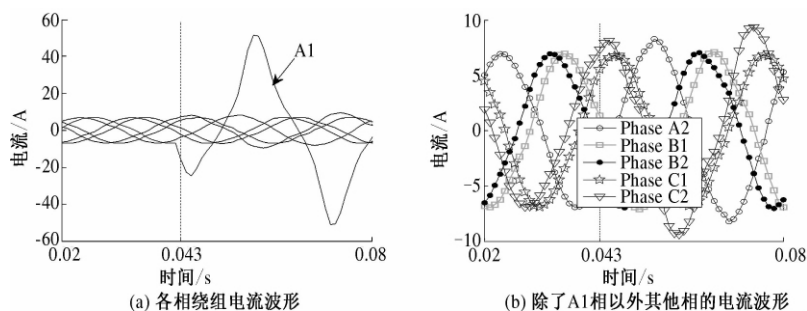 60
40
20
0
-20
-40
-60
电流/A
A1
0.02
0.043
0.08
时间/s
(a) 各相绕组电流波形
10
5
0
-5
-10
电流/A
Phase A2
Phase B1
Phase B2
Phase C1
Phase C2
0.02
0.043
0.08
时间/s
(b) 除了A1相以外其他相的电流波形